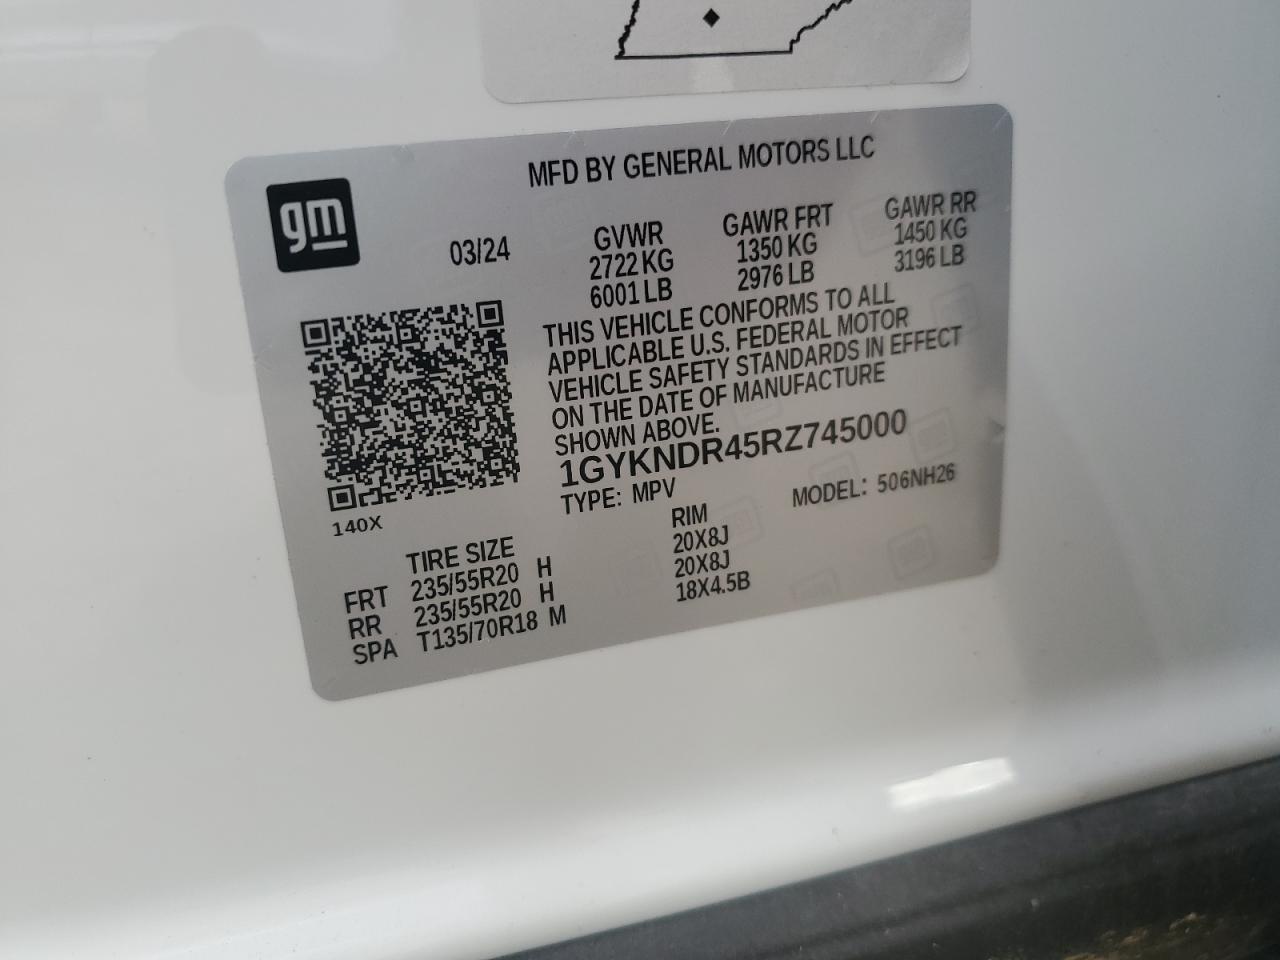 MFD BY GENERAL MOTORS LLC
gm
03/24
GVWR GAWR FRT GAWR RR
2722 KG 1350 KG 1450 KG
6001 LB 2976 LB 3196 LB
THIS VEHICLE CONFORMS TO ALL
APPLICABLE U.S. FEDERAL MOTOR
VEHICLE SAFETY STANDARDS IN EFFECT
ON THE DATE OF MANUFACTURE
SHOWN ABOVE.
1GYKNDR45RZ745000
TYPE: MPV MODEL: 506NH26
140X
TIRE SIZE RIM
FRT 235/55R20 H 20X8J
RR 235/55R20 H 20X8J
SPA T135/70R18 M 18X4.5B